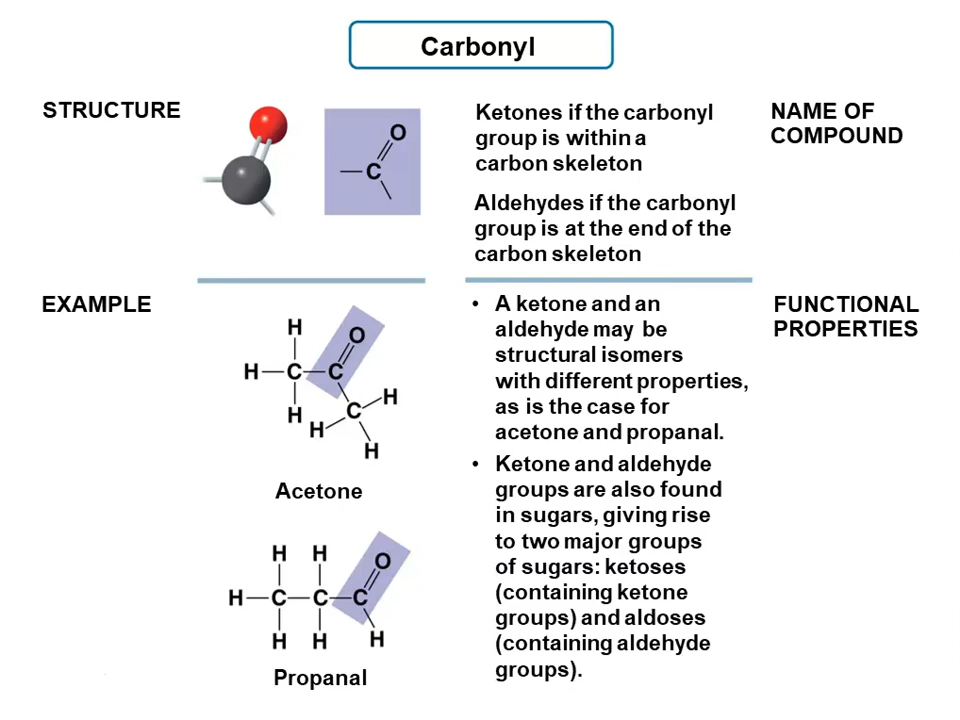 Carbonyl
STRUCTURE
O
C
Ketones if the carbonyl
group is within a
carbon skeleton
Aldehydes if the carbonyl
group is at the end of the
carbon skeleton
NAME OF
COMPOUND
EXAMPLE
H O
H C C
H C H
H
H
Acetone
H H O
H C C C
H H H
Propanal
• A ketone and an
aldehyde may be
structural isomers
with different properties,
as is the case for
acetone and propanal.
• Ketone and aldehyde
groups are also found
in sugars, giving rise
to two major groups
of sugars: ketoses
(containing ketone
groups) and aldoses
(containing aldehyde
groups).
FUNCTIONAL
PROPERTIES